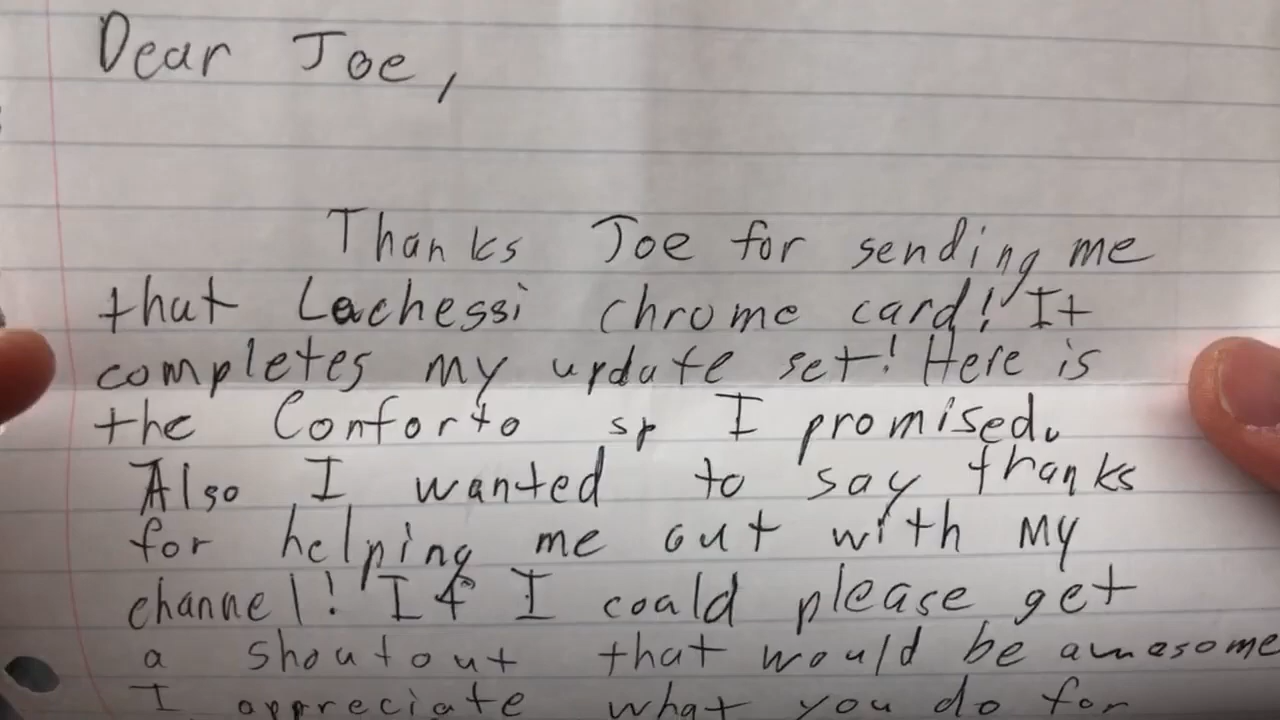 Dear Joe,
Thanks Joe for sending me
that Lachessi chrome card! It
completes my update set! Here is
the Conforto sp I promised.
Also I wanted to say thanks
for helping me out with my
channel! If I could please get
a shoutout that would be awesome
I appreciate what you do for